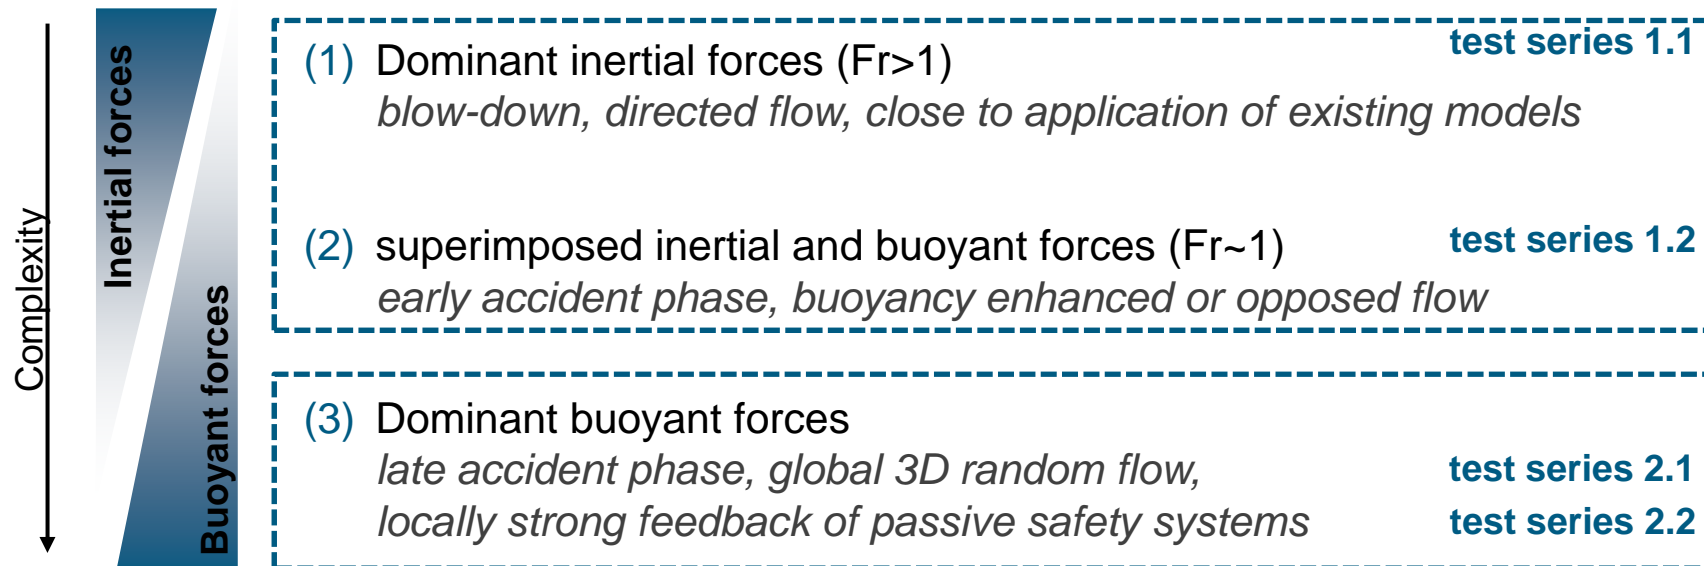 Complexity
Inertial forces
Buoyant forces
(1) Dominant inertial forces (Fr>1)
test series 1.1
blow-down, directed flow, close to application of existing models
(2) superimposed inertial and buoyant forces (Fr~1)
test series 1.2
early accident phase, buoyancy enhanced or opposed flow
(3) Dominant buoyant forces
late accident phase, global 3D random flow,
test series 2.1
locally strong feedback of passive safety systems
test series 2.2